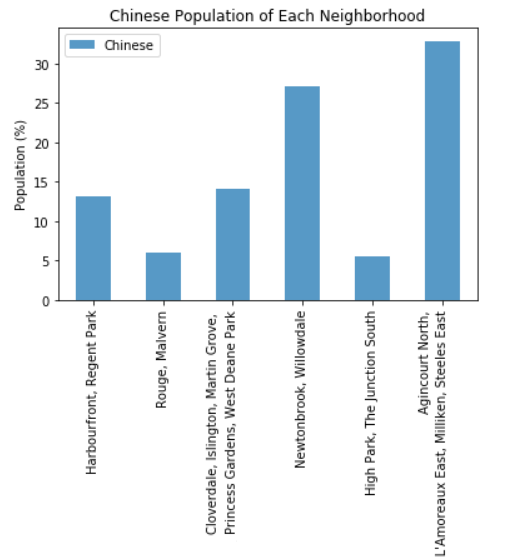 Chinese Population of Each Neighborhood
Chinese
Population (%)
30
25
20
15
10
5
0
Harbourfront, Regent Park
Rouge, Malvern
Cloverdale, Islington, Martin Grove,
Princess Gardens, West Deane Park
Newtonbrook, Willowdale
High Park, The Junction South
Agincourt North,
L'Amoreaux East, Milliken, Steeles East